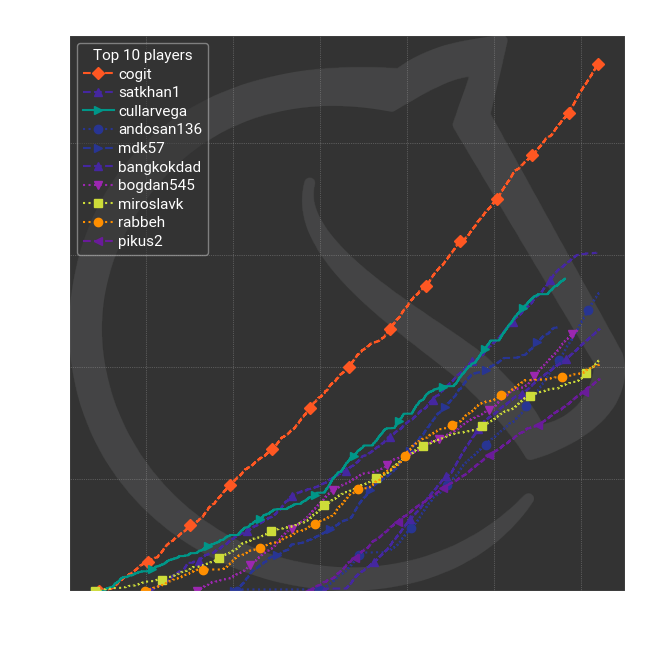 Top 10 players
cogit
satkhan1
cullarvega
andosan136
mdk57
bangkokdad
bogdan545
miroslavk
rabbeh
pikus2